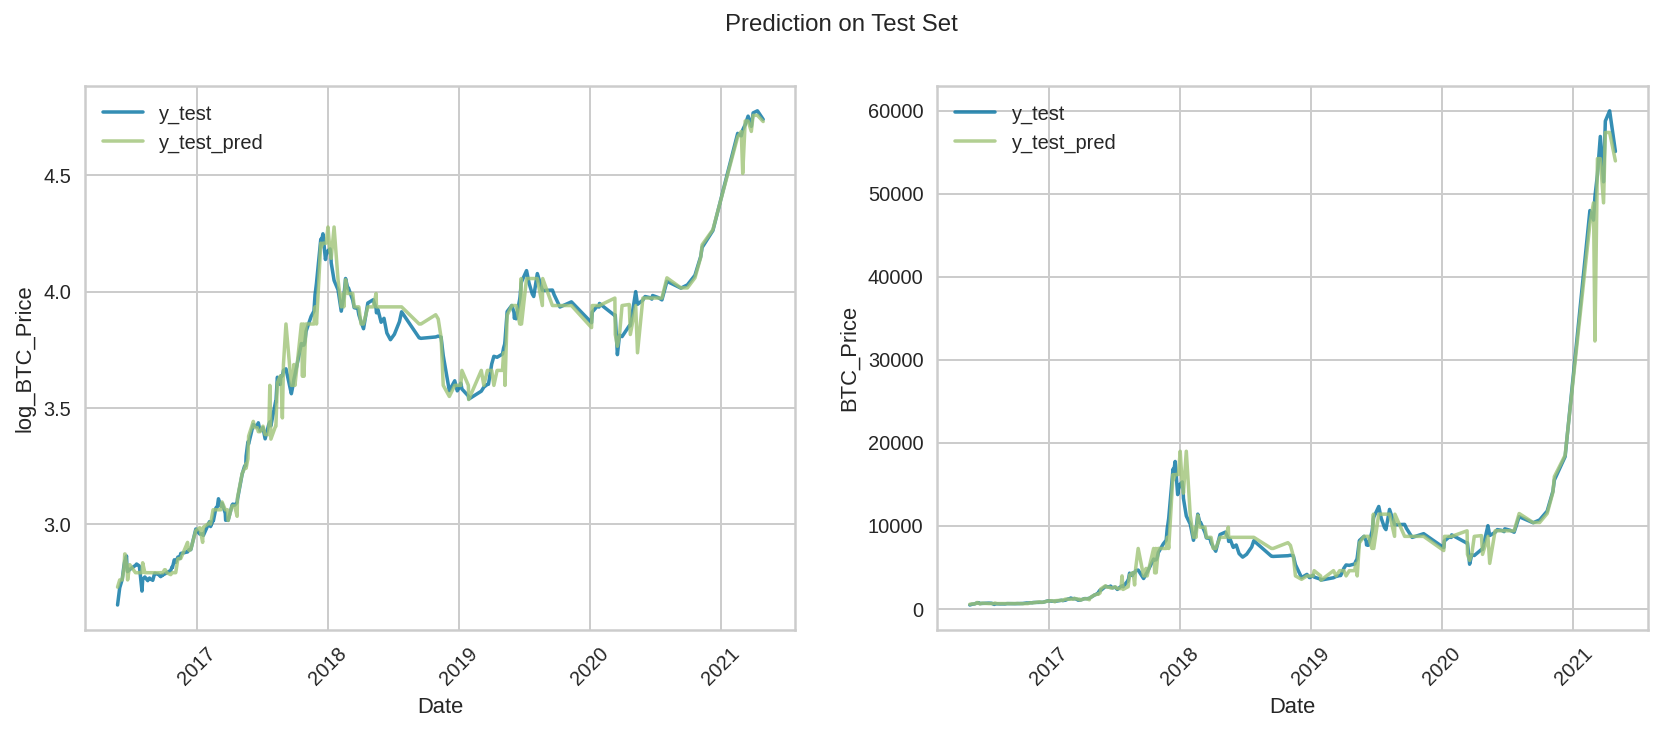 Prediction on Test Set
y_test
y_test_pred
4.5
4.0
3.5
3.0
log_BTC_Price
2017
2018
2019
2020
2021
Date
y_test
y_test_pred
60000
50000
40000
30000
20000
10000
0
BTC_Price
2017
2018
2019
2020
2021
Date